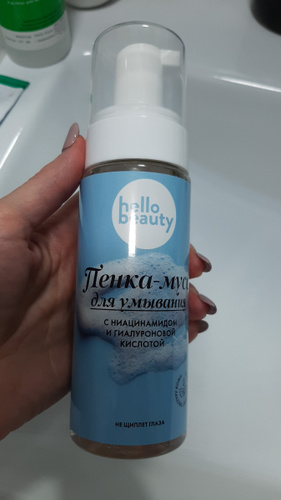 hello
beauty
Пенка-мусс
для умывания
С НИАЦИНАМИДОМ
И ГИАЛУРОНОВОЙ
КИСЛОТОЙ
НЕ ЩИПЛЕТ ГЛАЗА